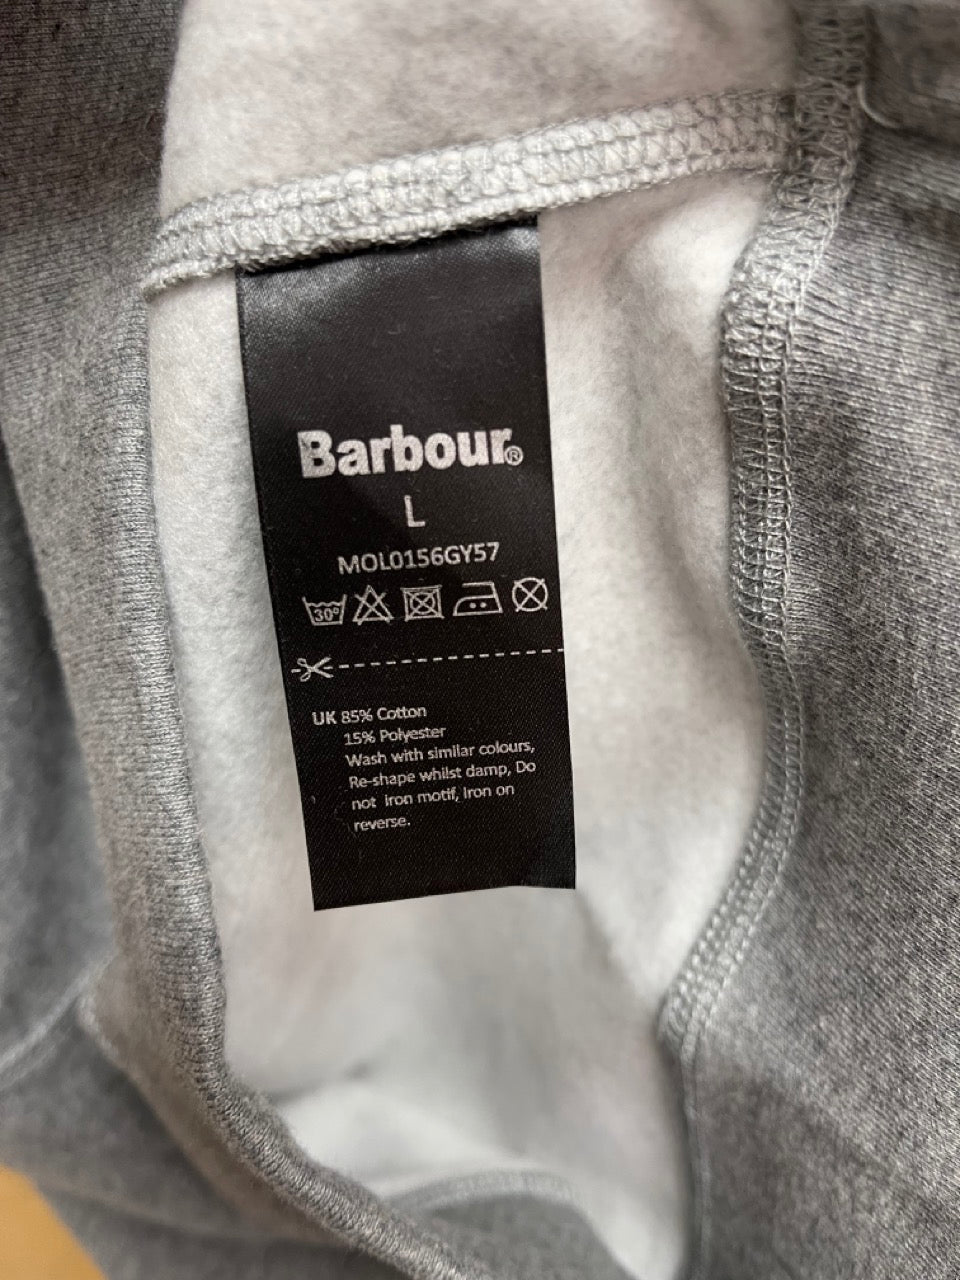 Barbour®
L
MOL0156GY57
30°
UK 85% Cotton
15% Polyester
Wash with similar colours,
Re-shape whilst damp, Do
not iron motif, Iron on
reverse.